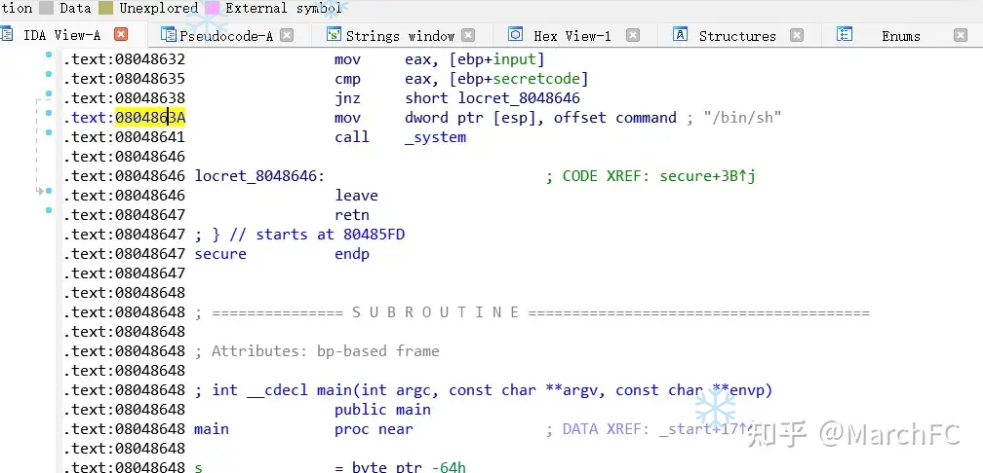 tion Data Unexplored External symbol
IDA View-A Pseudocode-A Strings window Hex View-1 Structures Enums
.text:08048632 mov eax, [ebp+input]
.text:08048635 cmp eax, [ebp+secretcode]
.text:08048638 jnz short locret_8048646
.text:0804863A mov dword ptr [esp], offset command ; "/bin/sh"
.text:08048641 call _system
.text:08048646
.text:08048646 locret_8048646: ; CODE XREF: secure+3B↑j
.text:08048646 leave
.text:08048647 retn
.text:08048647 ; } // starts at 80485FD
.text:08048647 secure endp
.text:08048647
.text:08048648
.text:08048648 ; =============== S U B R O U T I N E =======================================
.text:08048648
.text:08048648 ; Attributes: bp-based frame
.text:08048648
.text:08048648 ; int __cdecl main(int argc, const char **argv, const char **envp)
.text:08048648 public main
.text:08048648 main proc near ; DATA XREF: _start+17↑
.text:08048648
.text:08048648 s = byte ptr -64h
知乎 @MarchFC